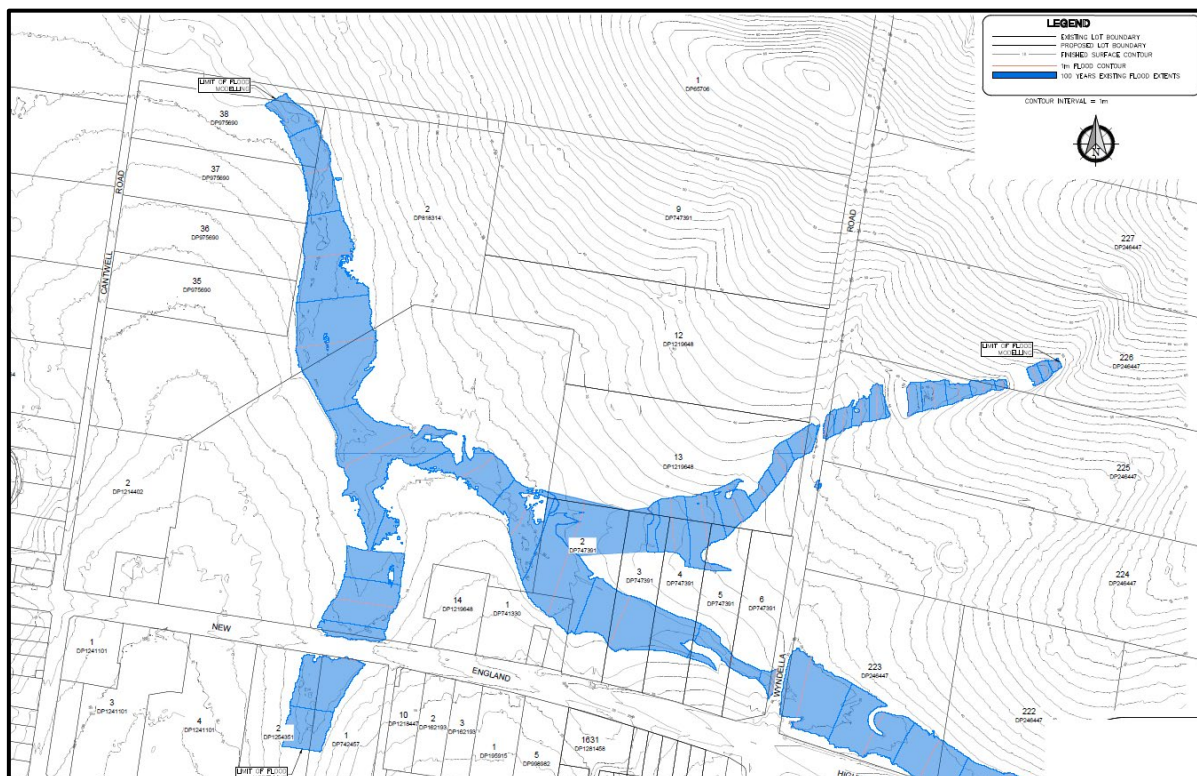 LEGEND
EXISTING LOT BOUNDARY
PROPOSED LOT BOUNDARY
FINISHED SURFACE CONTOUR
1m FLOOD CONTOUR
100 YEARS EXISTING FLOOD EXTENTS
CONTOUR INTERVAL = 1m
N
LIMIT OF FLOOD
MODELLING
1
DP65706
38
DP975690
37
DP975690
36
DP975690
35
DP975690
CANTWELL
ROAD
2
DP618314
9
DP747391
ROAD
227
DP246447
12
DP1219648
LIMIT OF FLOOD
MODELLING
226
DP246447
13
DP1219648
225
DP246447
2
DP1214402
2
DP747391
3
DP747391
4
DP747391
5
DP747391
6
DP747391
224
DP246447
14
DP1219648
1
DP741330
NEW
ENGLAND
WYNDELLA
223
DP246447
222
DP246447
1
DP1241101
3
DP1241101
4
DP1241101
2
DP1254351
1
DP742457
10
DP1218447
2
DP162193
3
DP162193
1
DP195915
5
DP998982
1631
DP1281458
LIMIT OF FLOOD